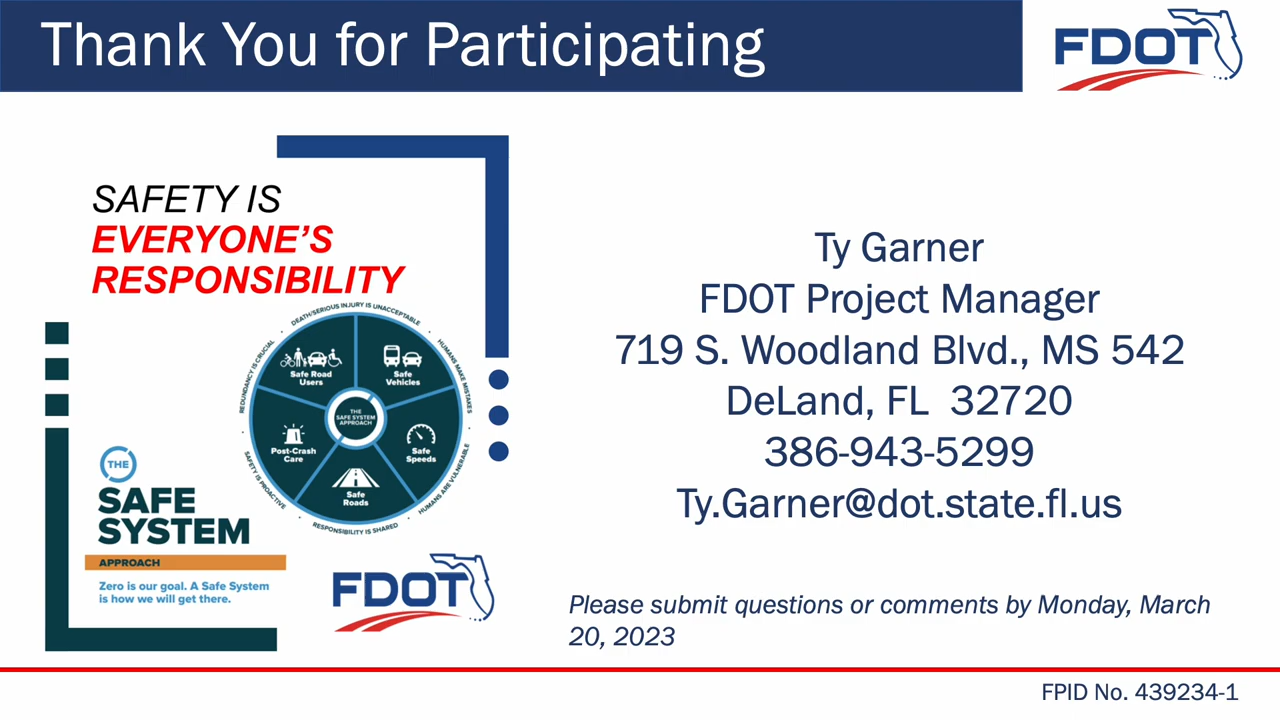 Thank You for Participating
FDOT
SAFETY IS
EVERYONE'S
RESPONSIBILITY
DEATH/SERIOUS INJURY IS UNACCEPTABLE
HUMANS MAKE MISTAKES
HUMANS ARE VULNERABLE
RESPONSIBILITY IS SHARED
SAFETY IS PROACTIVE
REDUNDANCY IS CRUCIAL
Safe Road
Users
Safe
Vehicles
THE
SAFE SYSTEM
APPROACH
Post-Crash
Care
Safe
Speeds
Safe
Roads
THE
SAFE
SYSTEM
APPROACH
Zero is our goal. A Safe System
is how we will get there.
FDOT
Ty Garner
FDOT Project Manager
719 S. Woodland Blvd., MS 542
DeLand, FL  32720
386-943-5299
Ty.Garner@dot.state.fl.us
Please submit questions or comments by Monday, March
20, 2023
FPID No. 439234-1